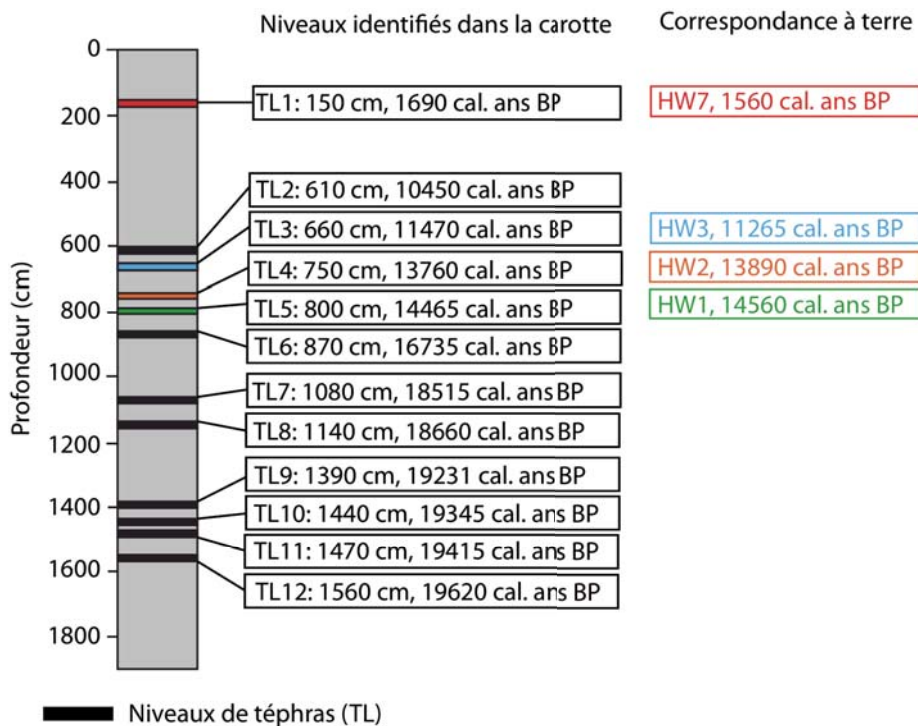 Niveaux identifiés dans la carotte
Correspondance à terre
Profondeur (cm)
0
200
400
600
800
1000
1200
1400
1600
1800
TL1: 150 cm, 1690 cal. ans BP
HW7, 1560 cal. ans BP
TL2: 610 cm, 10450 cal. ans BP
TL3: 660 cm, 11470 cal. ans BP
HW3, 11265 cal. ans BP
TL4: 750 cm, 13760 cal. ans BP
HW2, 13890 cal. ans BP
TL5: 800 cm, 14465 cal. ans BP
HW1, 14560 cal. ans BP
TL6: 870 cm, 16735 cal. ans BP
TL7: 1080 cm, 18515 cal. ans BP
TL8: 1140 cm, 18660 cal. ans BP
TL9: 1390 cm, 19231 cal. ans BP
TL10: 1440 cm, 19345 cal. ans BP
TL11: 1470 cm, 19415 cal. ans BP
TL12: 1560 cm, 19620 cal. ans BP
Niveaux de téphras (TL)